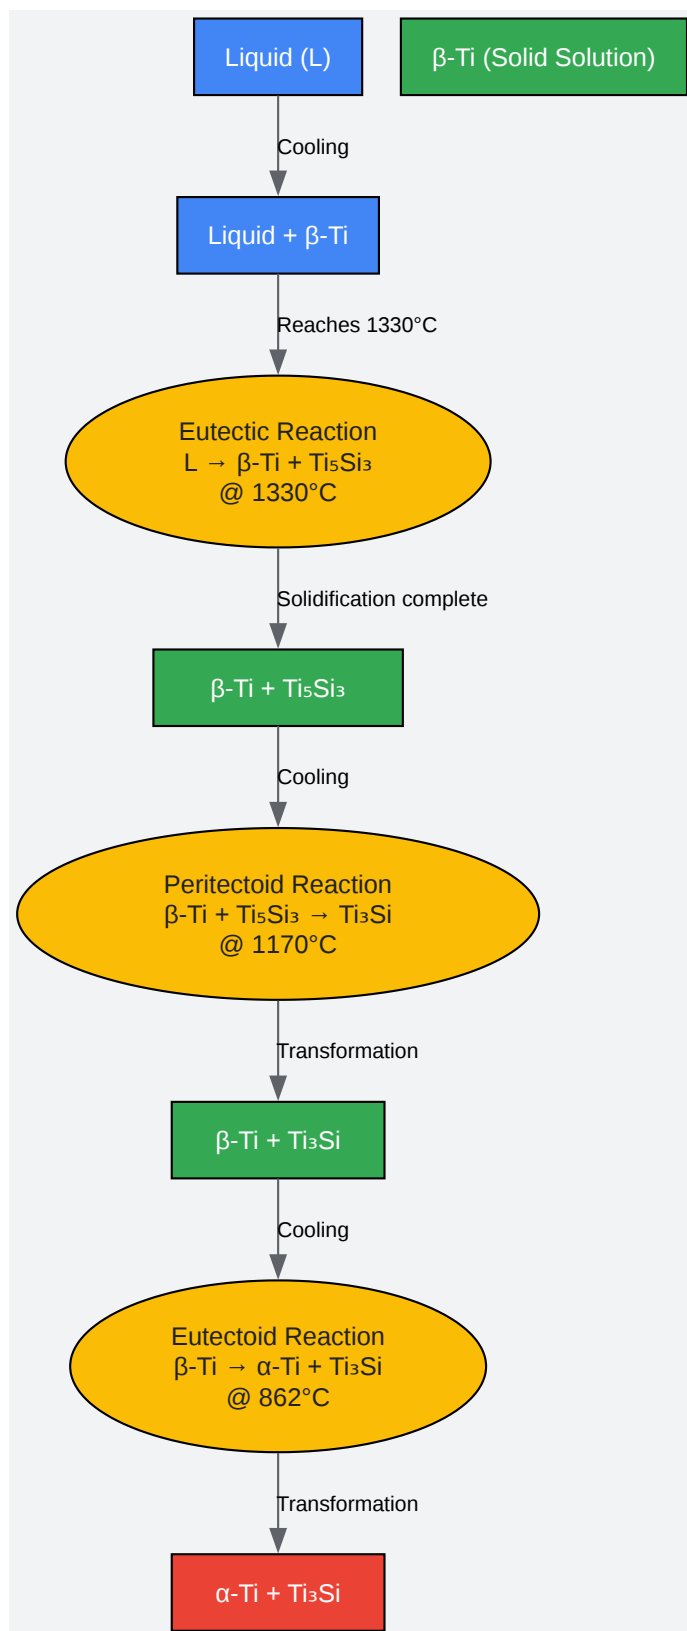 Liquid (L)
β-Ti (Solid Solution)
Cooling
Liquid + β-Ti
Reaches 1330°C
Eutectic Reaction
L → β-Ti + Ti₅Si₃
@ 1330°C
Solidification complete
β-Ti + Ti₅Si₃
Cooling
Peritectoid Reaction
β-Ti + Ti₅Si₃ → Ti₃Si
@ 1170°C
Transformation
β-Ti + Ti₃Si
Cooling
Eutectoid Reaction
β-Ti → α-Ti + Ti₃Si
@ 862°C
Transformation
α-Ti + Ti₃Si